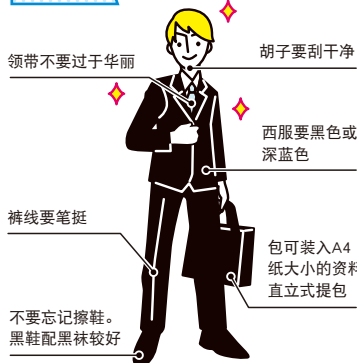 胡子要刮干净
领带不要过于华丽
西服要黑色或
深蓝色
裤线要笔挺
包可装入A4
纸大小的资料
直立式提包
不要忘记擦鞋。
黑鞋配黑袜较好